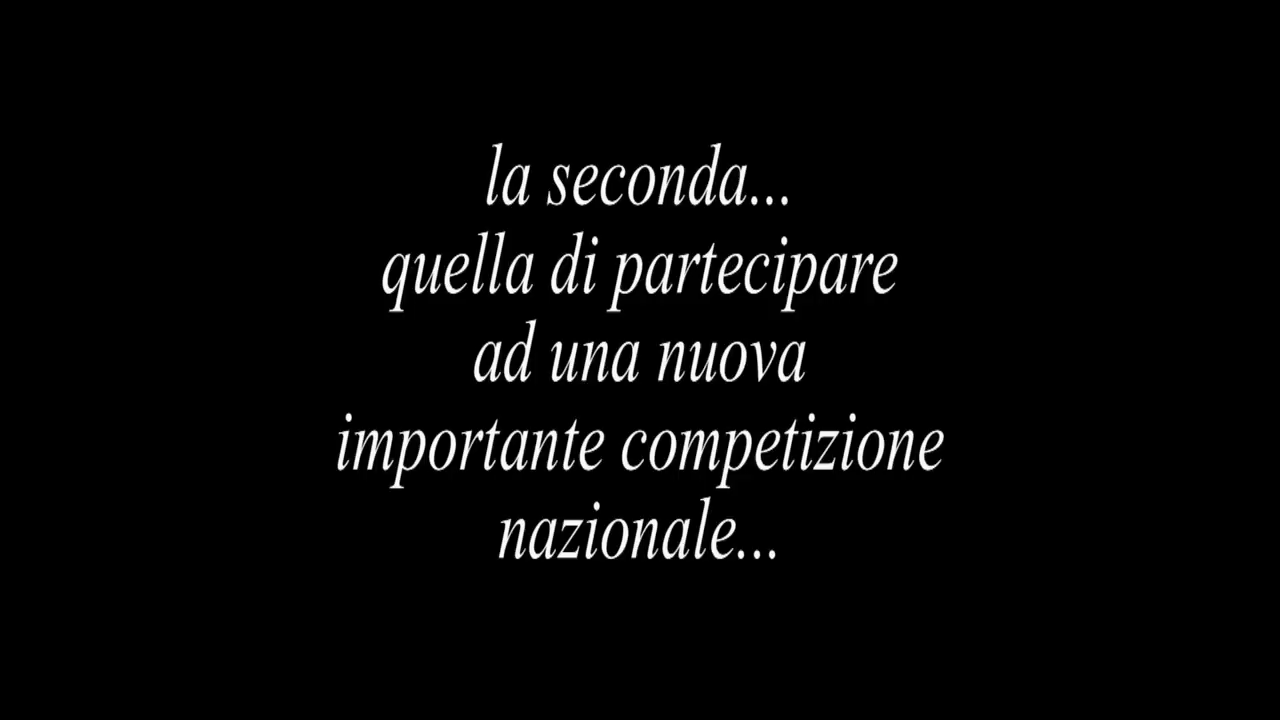 la seconda...
quella di partecipare
ad una nuova
importante competizione
nazionale...